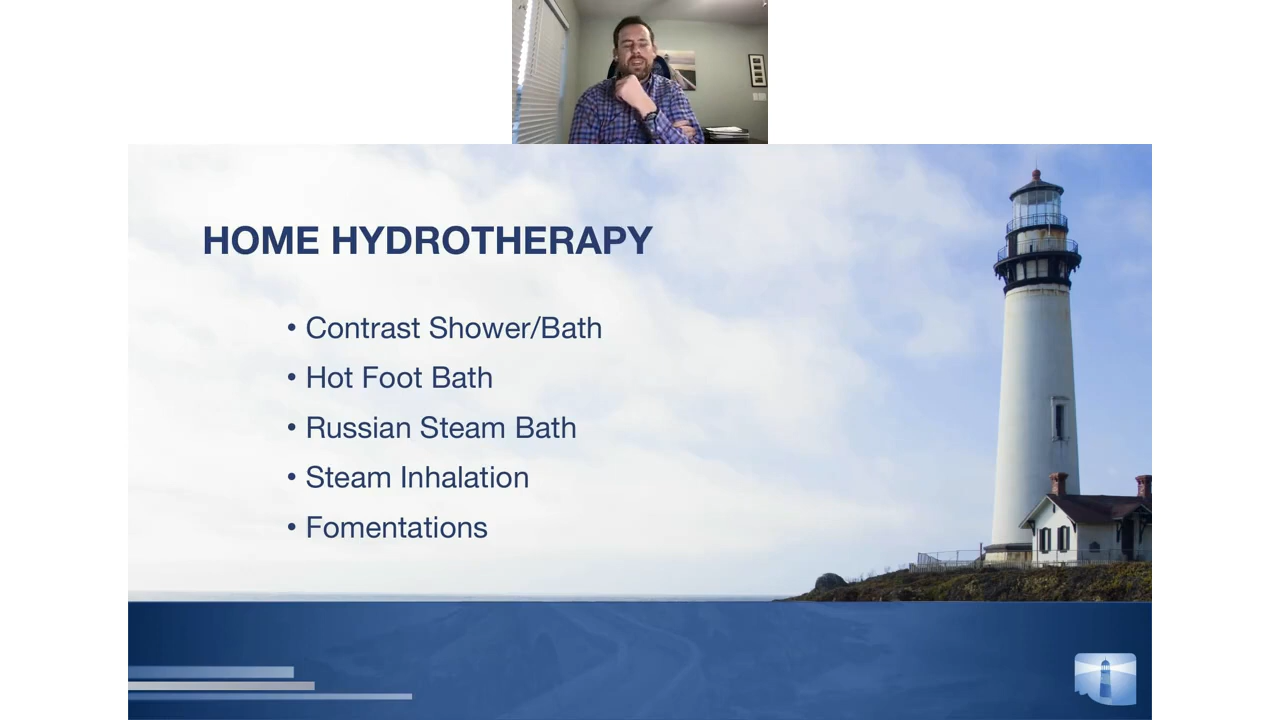 HOME HYDROTHERAPY
• Contrast Shower/Bath
• Hot Foot Bath
• Russian Steam Bath
• Steam Inhalation
• Fomentations